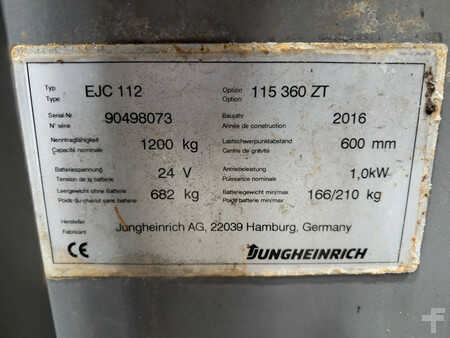 Typ EJC 112 Option 115 360 ZT
Type Option
Serial-Nr. 90498073 Baujahr 2016
N° série Année de construction
Nenntragfähigkeit 1200 kg Lastschwerpunktabstand 600 mm
Capacité nominale Centre de gravité
Batteriespannung 24 V Antriebsleistung 1,0kW
Tension de la batterie Puissance nominale
Leergewicht ohne Batterie 682 kg Batteriegewicht min/max 166/210 kg
Poids du chariot sans batterie Poids batterie min/max
Hersteller Jungheinrich AG, 22039 Hamburg, Germany
Fabricant
CE JUNGHEINRICH